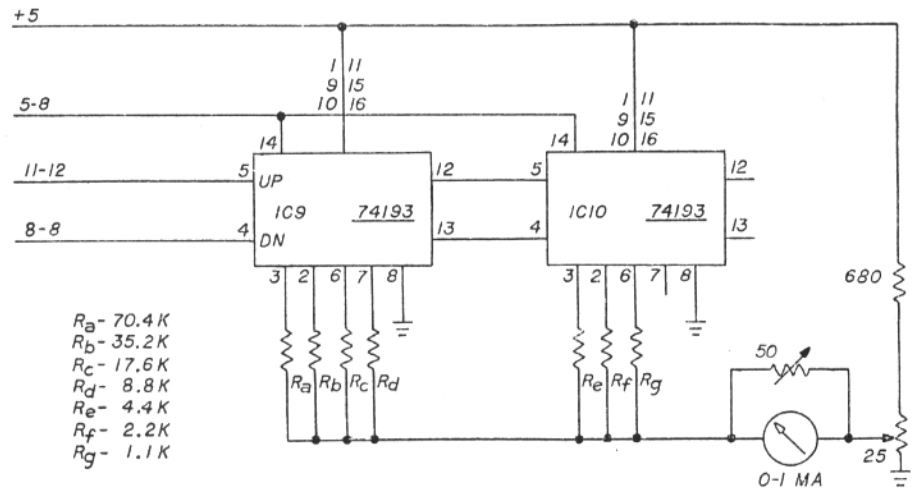 +5
1 11
9 15
10 16
1 11
9 15
10 16
5-8
14
14
11-12
5 UP
12
5
12
IC9 74193
IC10 74193
8-8
4 DN
13
4
13
3 2 6 7 8
3 2 6 7 8
680
Ra- 70.4K
Rb- 35.2K
Rc- 17.6K
Rd- 8.8K
Re- 4.4K
Rf- 2.2K
Rg- 1.1K
Ra Rb Rc Rd
Re Rf Rg
50
25
0-1 MA